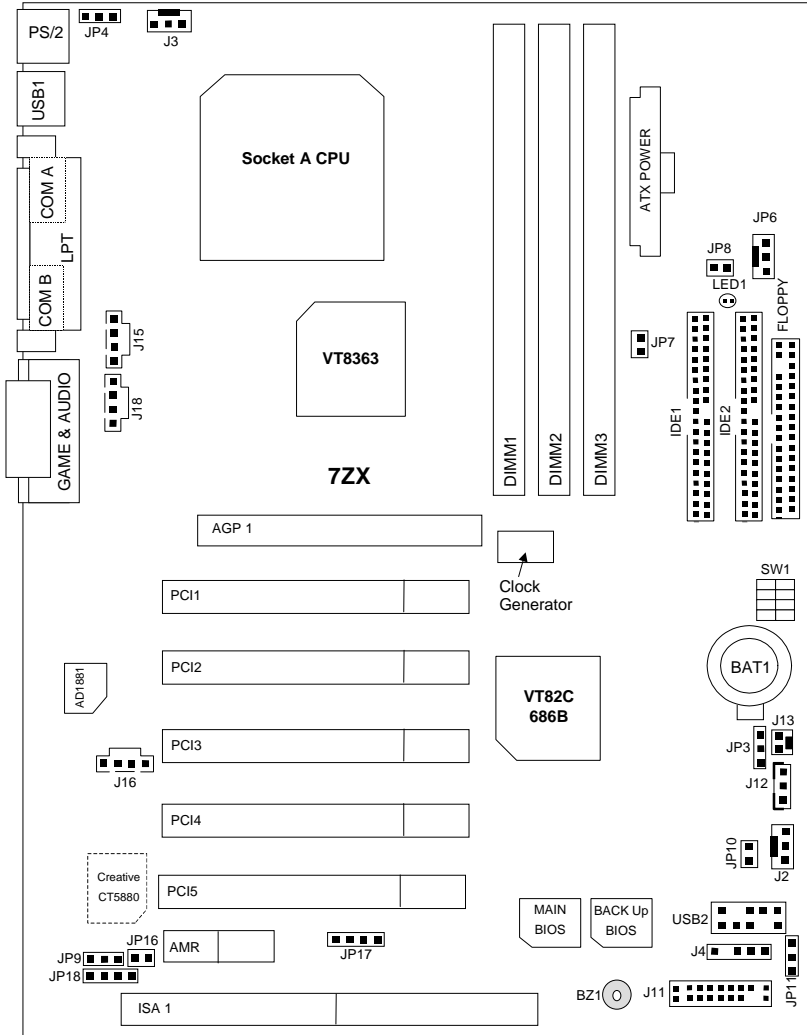 PS/2
JP4
J3
USB1
Socket A CPU
ATX POWER
COM A
LPT
COM B
JP6
JP8
LED1
FLOPPY
J15
VT8363
JP7
J18
IDE1
IDE2
GAME & AUDIO
7ZX
DIMM1
DIMM2
DIMM3
AGP 1
Clock
Generator
SW1
PCI1
PCI2
AD1881
VT82C
686B
BAT1
J13
PCI3
JP3
J16
J12
PCI4
JP10
J2
Creative
CT5880
PCI5
MAIN
BIOS
BACK Up
BIOS
USB2
JP16
AMR
JP9
JP17
J4
JP18
JP11
BZ1
J11
ISA 1